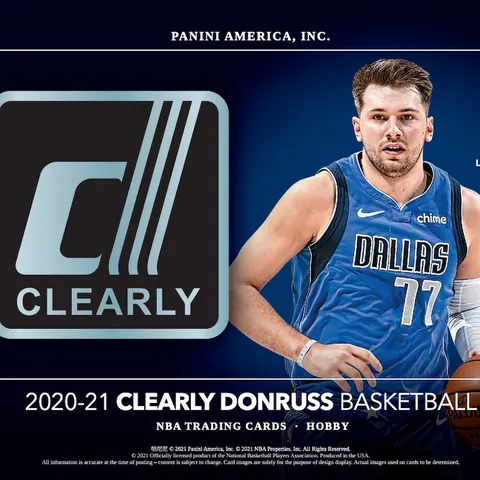 PANINI AMERICA, INC.
L
chime
DALLAS
77
CLEARLY
2020-21 CLEARLY DONRUSS BASKETBALL
NBA TRADING CARDS · HOBBY
© 2021 Panini America, Inc. © 2021 NBA Properties, Inc. All Rights Reserved.
© 2021 Officially licensed product of the National Basketball Players Association. Produced in the USA.
All information is accurate at time of posting – content is subject to change. Card images are solely for the purpose of design display. Actual images used on cards to be determined.